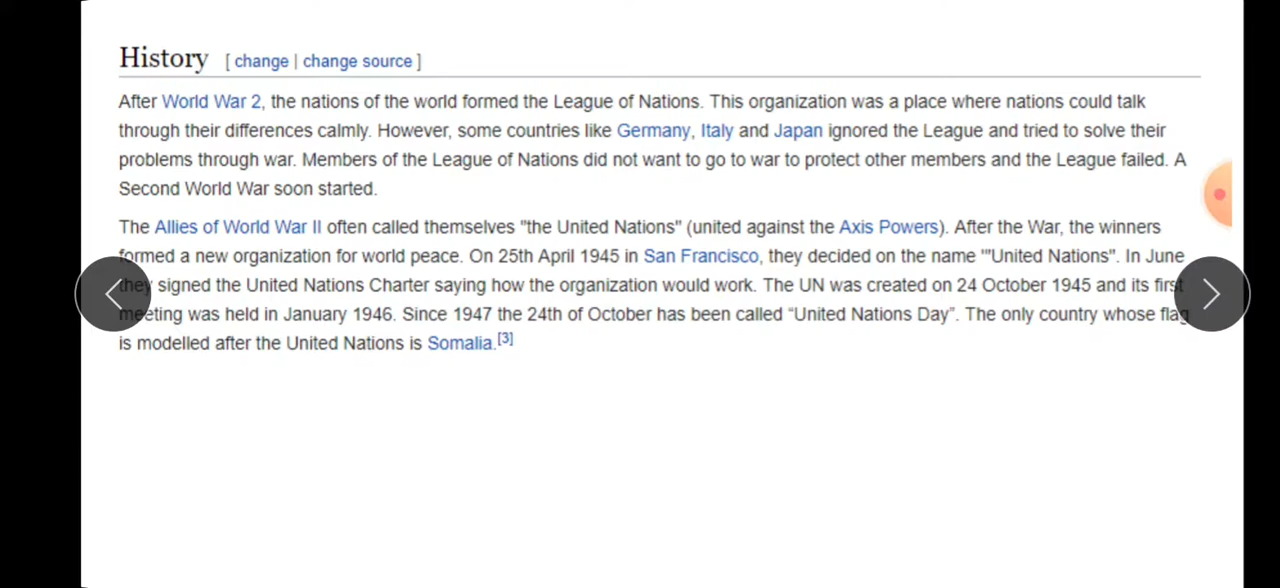 History [ change | change source ]
After World War 2, the nations of the world formed the League of Nations. This organization was a place where nations could talk
through their differences calmly. However, some countries like Germany, Italy and Japan ignored the League and tried to solve their
problems through war. Members of the League of Nations did not want to go to war to protect other members and the League failed. A
Second World War soon started.
The Allies of World War II often called themselves "the United Nations" (united against the Axis Powers). After the War, the winners
formed a new organization for world peace. On 25th April 1945 in San Francisco, they decided on the name '"United Nations". In June
they signed the United Nations Charter saying how the organization would work. The UN was created on 24 October 1945 and its first
meeting was held in January 1946. Since 1947 the 24th of October has been called “United Nations Day”. The only country whose flag
is modelled after the United Nations is Somalia.[3]